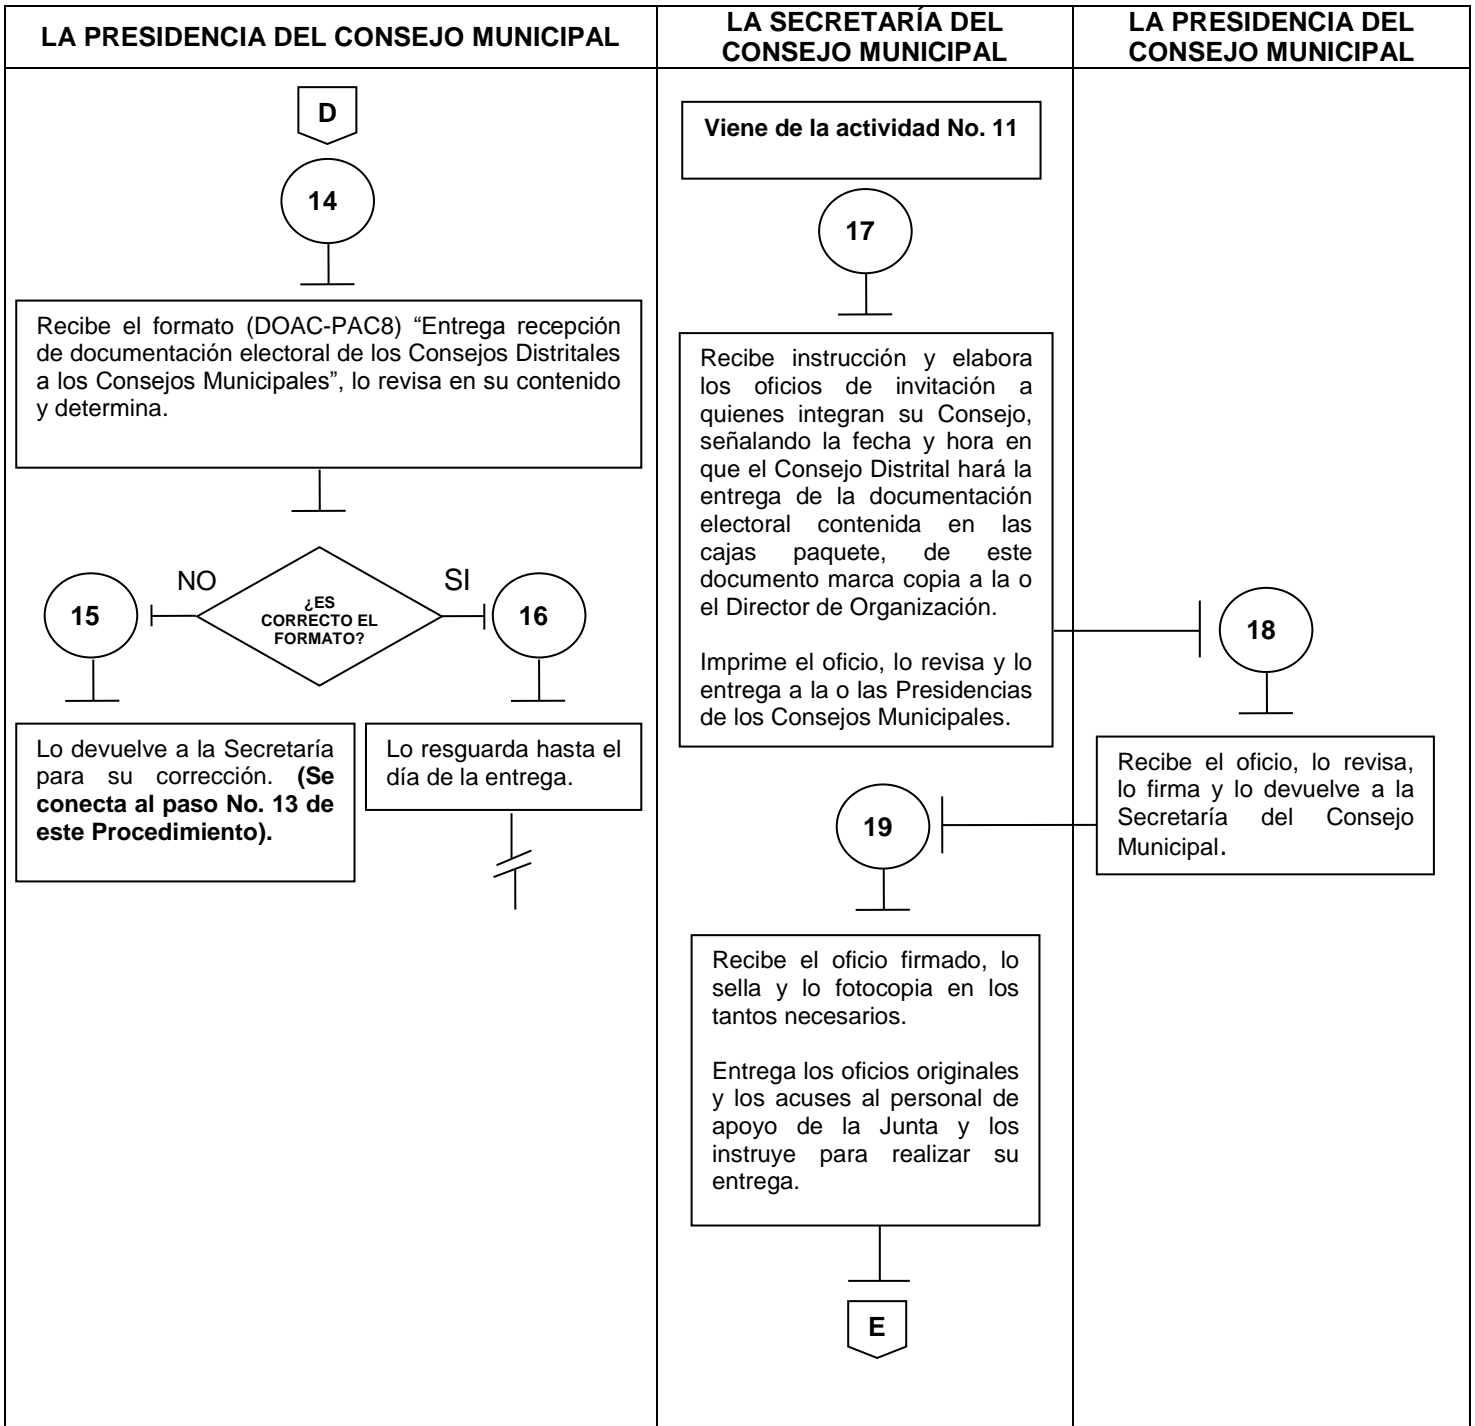 LA PRESIDENCIA DEL CONSEJO MUNICIPAL
LA SECRETARÍA DEL
CONSEJO MUNICIPAL
LA PRESIDENCIA DEL
CONSEJO MUNICIPAL
D
14
Recibe el formato (DOAC-PAC8) “Entrega recepción
de documentación electoral de los Consejos Distritales
a los Consejos Municipales”, lo revisa en su contenido
y determina.
NO
SI
15
¿ES
CORRECTO EL
FORMATO?
16
Lo devuelve a la Secretaría
para su corrección. (Se
conecta al paso No. 13 de
este Procedimiento).
Lo resguarda hasta el
día de la entrega.
Viene de la actividad No. 11
17
Recibe instrucción y elabora
los oficios de invitación a
quienes integran su Consejo,
señalando la fecha y hora en
que el Consejo Distrital hará la
entrega de la documentación
electoral contenida en las
cajas paquete, de este
documento marca copia a la o
el Director de Organización.
Imprime el oficio, lo revisa y lo
entrega a la o las Presidencias
de los Consejos Municipales.
18
Recibe el oficio, lo revisa,
lo firma y lo devuelve a la
Secretaría del Consejo
Municipal.
19
Recibe el oficio firmado, lo
sella y lo fotocopia en los
tantos necesarios.
Entrega los oficios originales
y los acuses al personal de
apoyo de la Junta y los
instruye para realizar su
entrega.
E